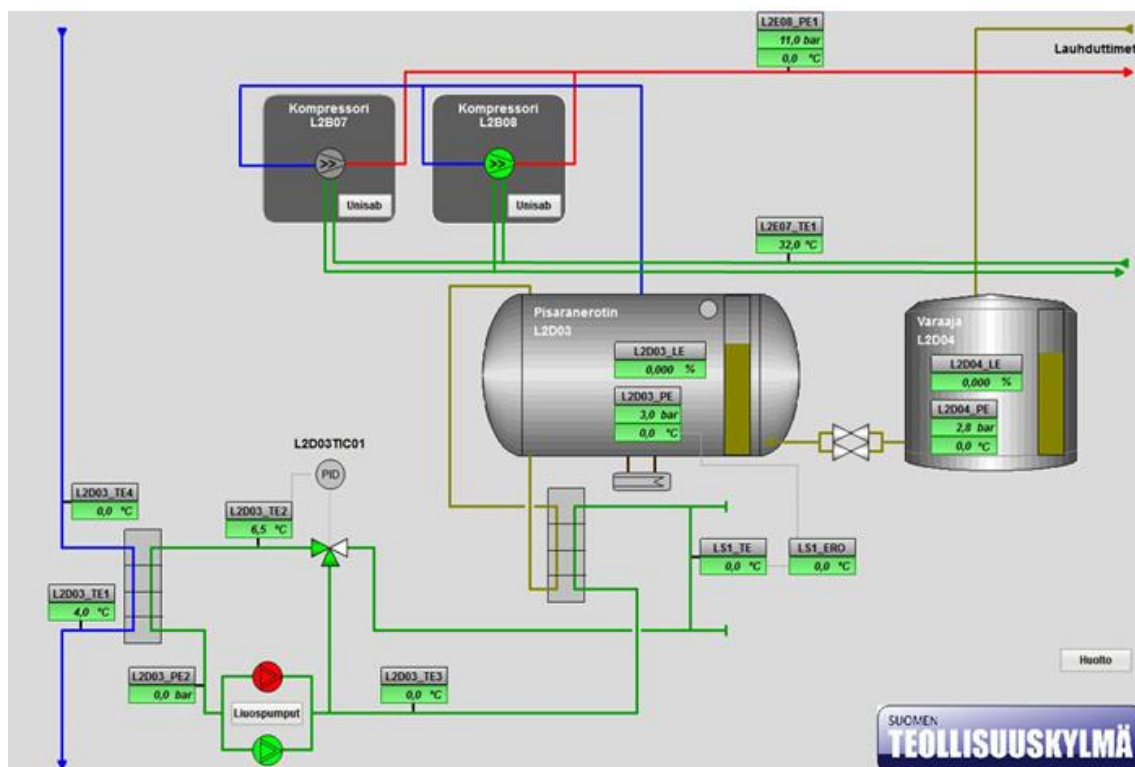 L2E08_PE1
11,0 bar
0,0 °C
Lauhduttimet
Kompressori
L2B07
Unisab
Kompressori
L2B08
Unisab
L2E07_TE1
32,0 °C
Pisaranerotin
L2D03
L2D03_LE
0,000 %
L2D03_PE
3,0 bar
0,0 °C
Varaaja
L2D04
L2D04_LE
0,000 %
L2D04_PE
2,8 bar
0,0 °C
L2D03TIC01
PID
L2D03_TE4
0,0 °C
L2D03_TE2
6,5 °C
LS1_TE
0,0 °C
LS1_ERO
0,0 °C
L2D03_TE1
4,0 °C
L2D03_PE2
0,0 bar
Liuospumput
L2D03_TE3
0,0 °C
Huolto
SUOMEN
TEOLLISUUSKYLMÄ